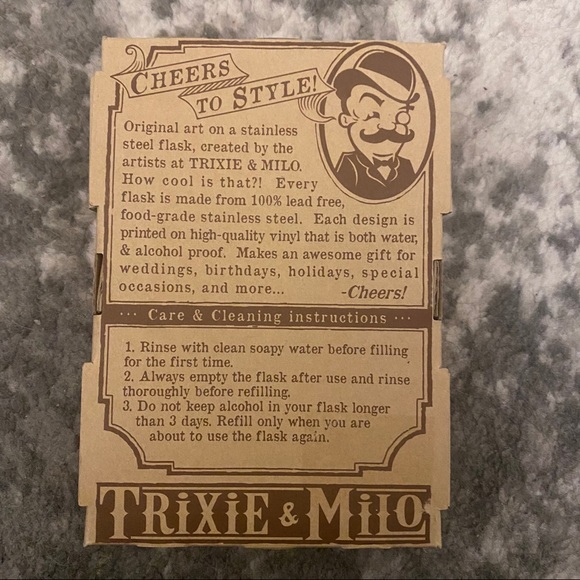 CHEERS
TO STYLE!
Original art on a stainless
steel flask, created by the
artists at TRIXIE & MILO.
How cool is that?! Every
flask is made from 100% lead free,
food-grade stainless steel. Each design is
printed on high-quality vinyl that is both water,
& alcohol proof. Makes an awesome gift for
weddings, birthdays, holidays, special
occasions, and more... -Cheers!
··· Care & Cleaning instructions ···
1. Rinse with clean soapy water before filling
for the first time.
2. Always empty the flask after use and rinse
thoroughly before refilling.
3. Do not keep alcohol in your flask longer
than 3 days. Refill only when you are
about to use the flask again.
TRiXiE & MiLO